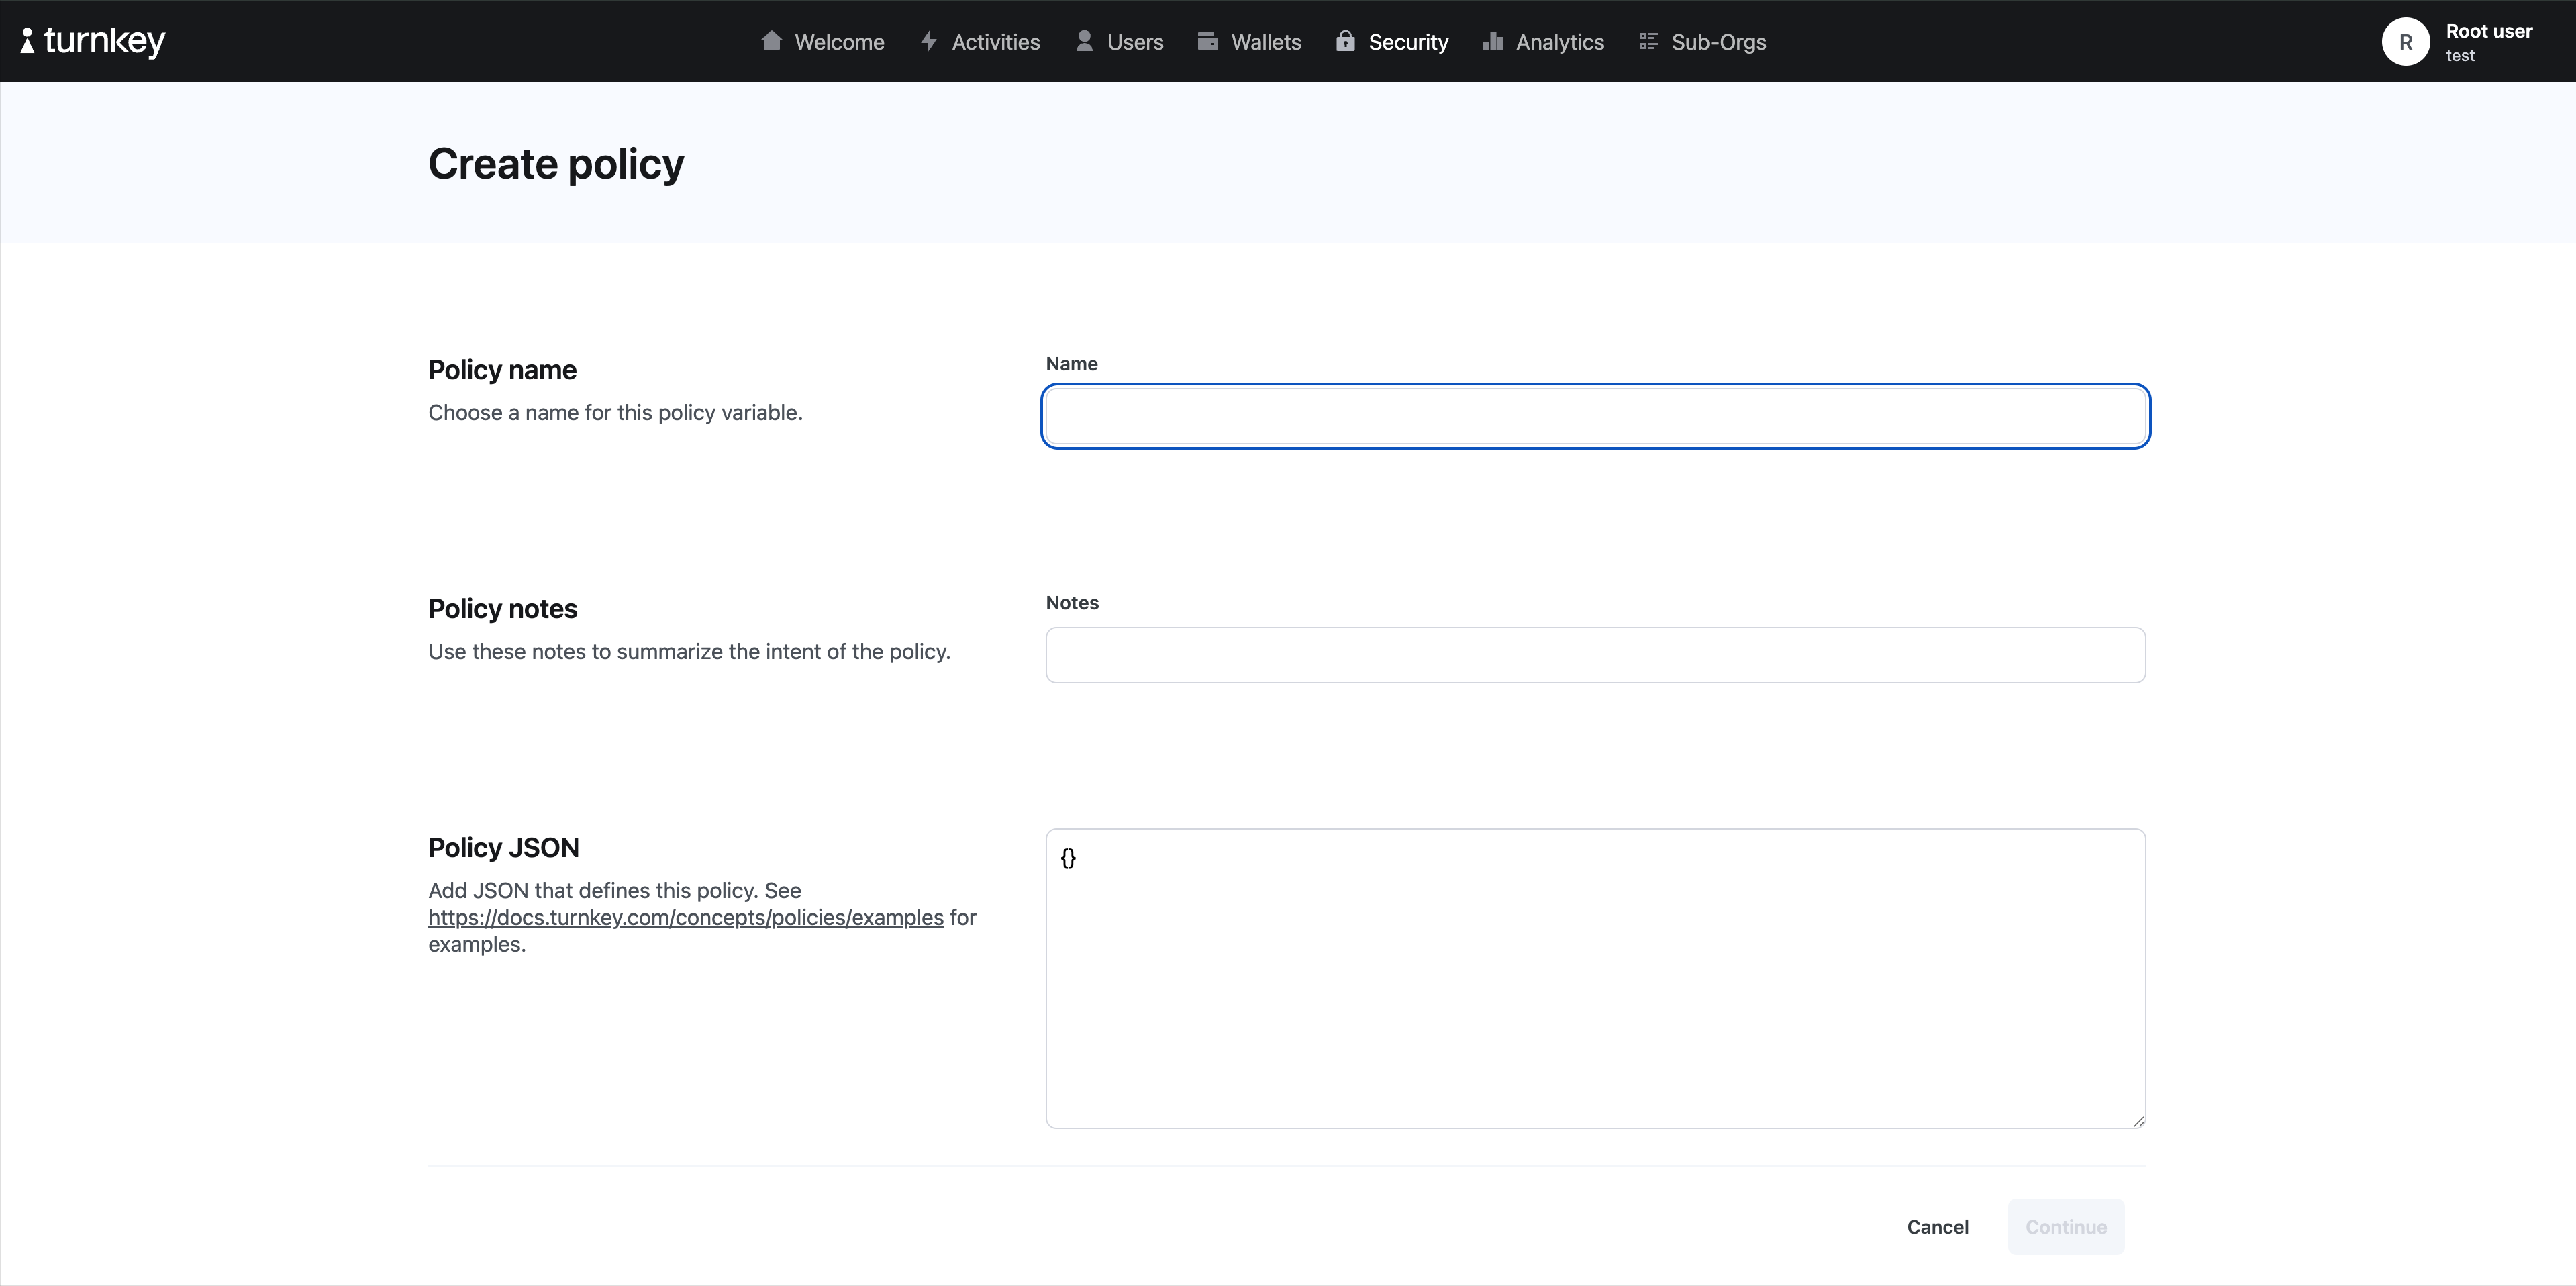 turnkey
Welcome
Activities
Users
Wallets
Security
Analytics
Sub-Orgs
R
Root user
test
Create policy
Policy name
Choose a name for this policy variable.
Name
Policy notes
Use these notes to summarize the intent of the policy.
Notes
Policy JSON
Add JSON that defines this policy. See
https://docs.turnkey.com/concepts/policies/examples for
examples.
{}
Cancel
Continue